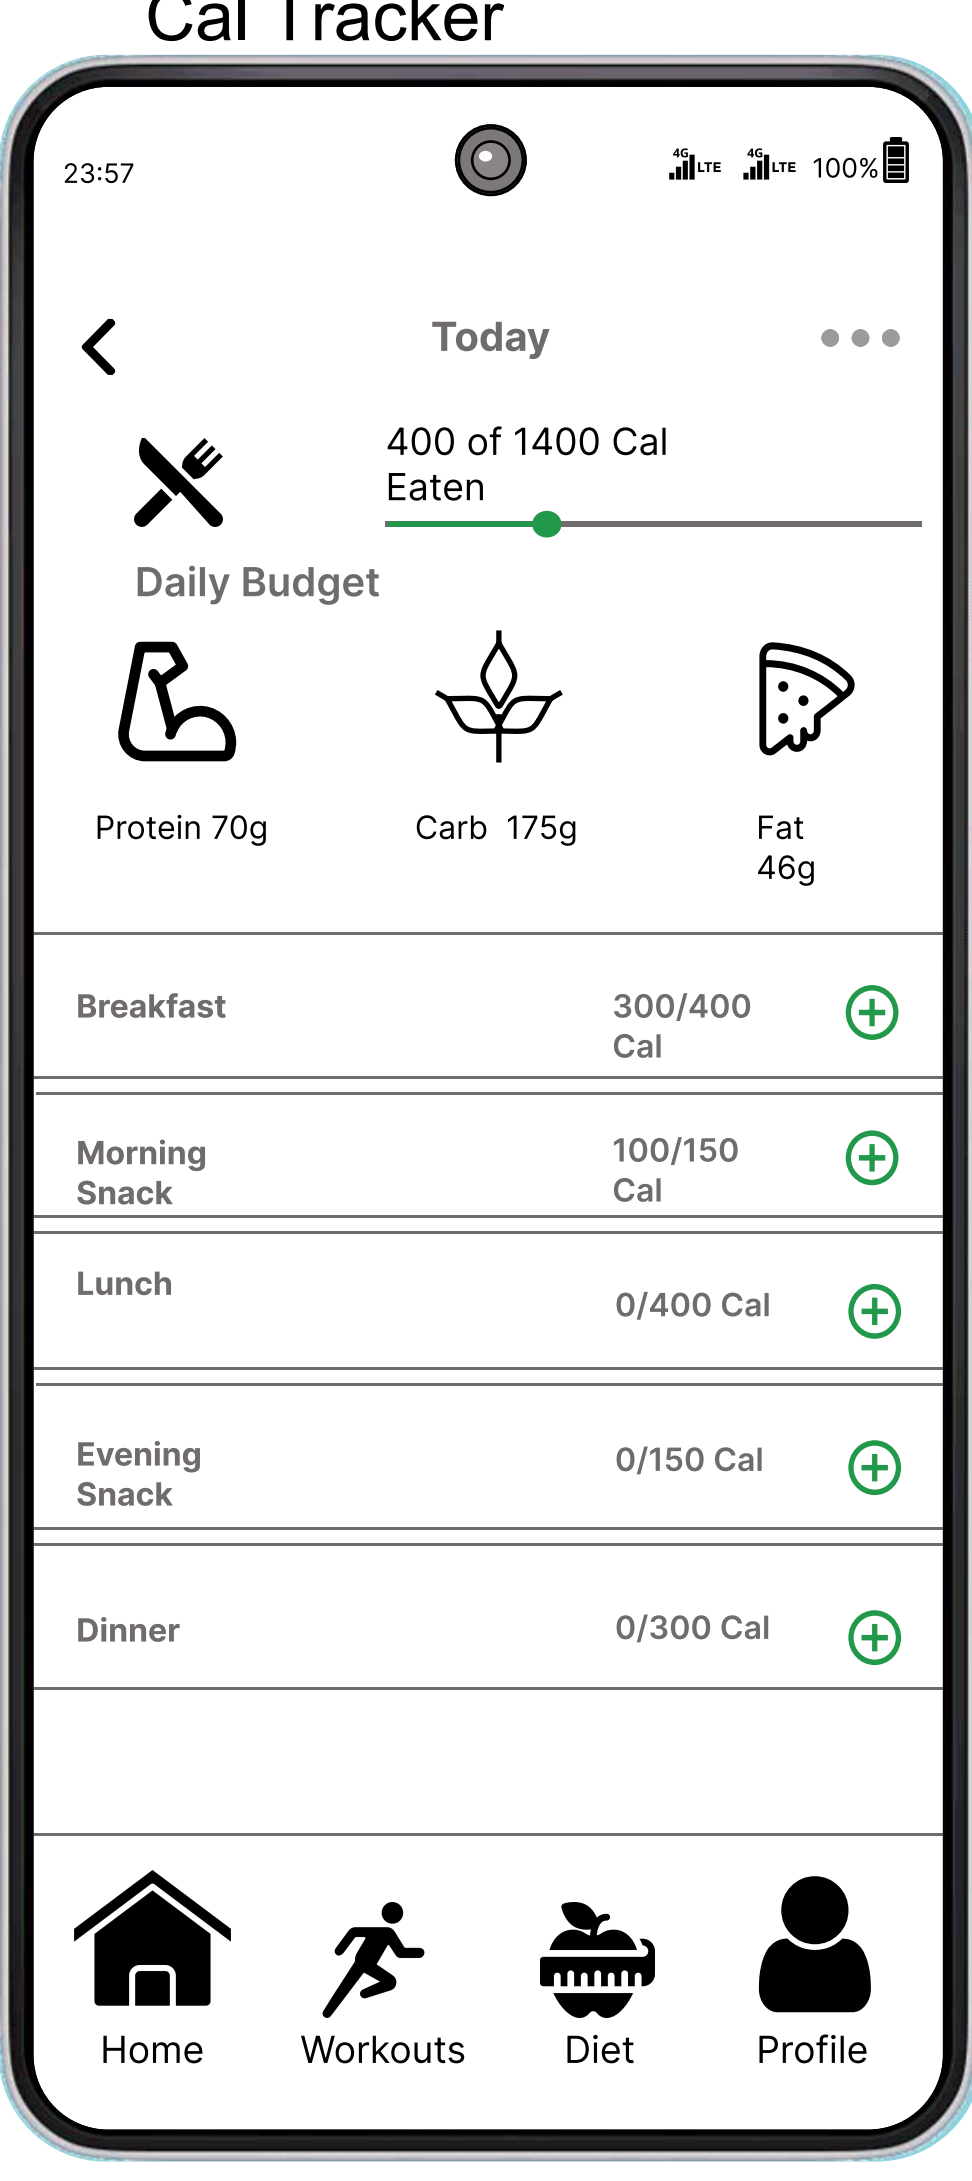 Cal Tracker
23:57
4G LTE 4G LTE 100%
Today
400 of 1400 Cal
Eaten
Daily Budget
Protein 70g Carb 175g Fat
46g
Breakfast 300/400
Cal
Morning 100/150
Snack Cal
Lunch
0/400 Cal
Evening 0/150 Cal
Snack
Dinner 0/300 Cal
Home Workouts Diet Profile